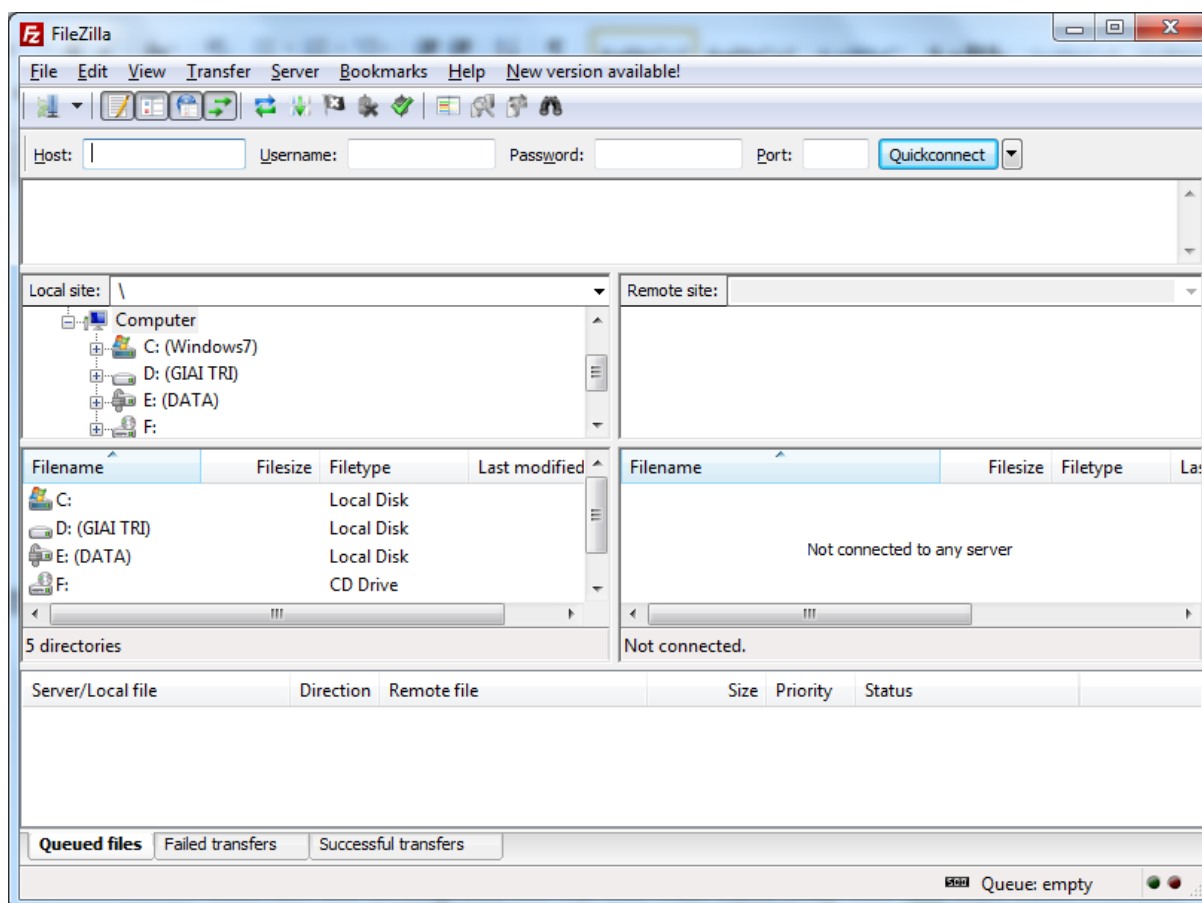 FileZilla
File Edit View Transfer Server Bookmarks Help New version available!
Host: Username: Password: Port: Quickconnect
Local site: \ Remote site:
Computer
C: (Windows7)
D: (GIAI TRI)
E: (DATA)
F:
Filename Filesize Filetype Last modified Filename Filesize Filetype
C: Local Disk
D: (GIAI TRI) Local Disk
E: (DATA) Local Disk
F: CD Drive
Not connected to any server
5 directories Not connected.
Server/Local file Direction Remote file Size Priority Status
Queued files Failed transfers Successful transfers
Queue: empty